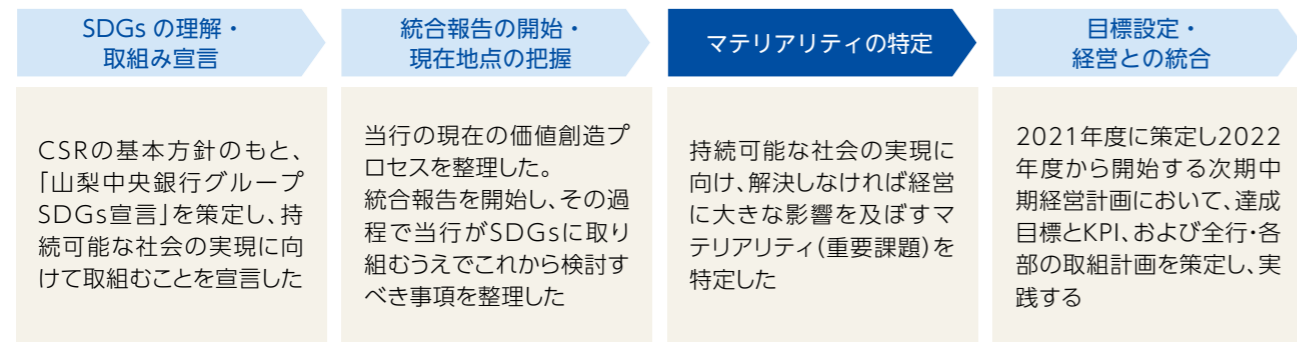 SDGs の理解・
取組み宣言
CSRの基本方針のもと、
「山梨中央銀行グループ
SDGs宣言」を策定し、持
続可能な社会の実現に向
けて取組むことを宣言した
統合報告の開始・
現在地点の把握
当行の現在の価値創造プ
ロセスを整理した。
統合報告を開始し、その過
程で当行がSDGsに取り
組むうえでこれから検討す
べき事項を整理した
マテリアリティの特定
持続可能な社会の実現に
向け、解決しなければ経営
に大きな影響を及ぼすマ
テリアリティ(重要課題)を
特定した
目標設定・
経営との統合
2021年度に策定し2022
年度から開始する次期中
期経営計画において、達成
目標とKPI、および全行・各
部の取組計画を策定し、実
践する